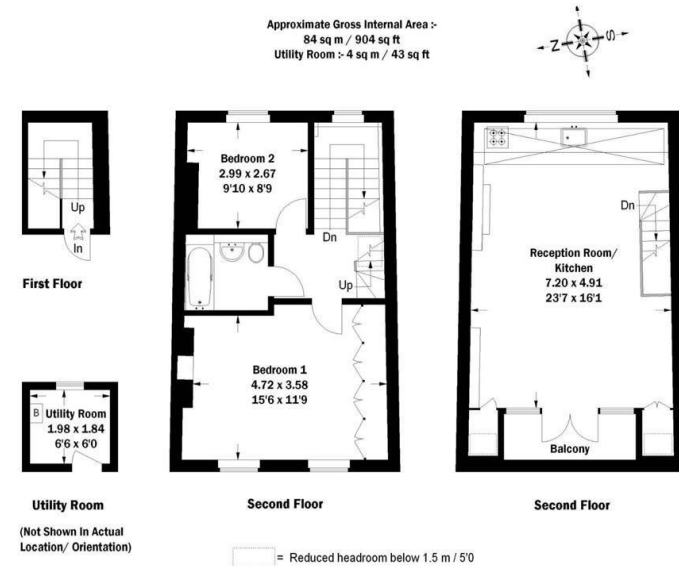 Approximate Gross Internal Area :-
84 sq m / 904 sq ft
Utility Room :- 4 sq m / 43 sq ft
N
S
Up
In
First Floor
Bedroom 2
2.99 x 2.67
9'10 x 8'9
Dn
Up
Bedroom 1
4.72 x 3.58
15'6 x 11'9
Second Floor
Dn
Reception Room/
Kitchen
7.20 x 4.91
23'7 x 16'1
Balcony
Second Floor
B
Utility Room
1.98 x 1.84
6'6 x 6'0
Utility Room
(Not Shown In Actual
Location/ Orientation)
= Reduced headroom below 1.5 m / 5'0